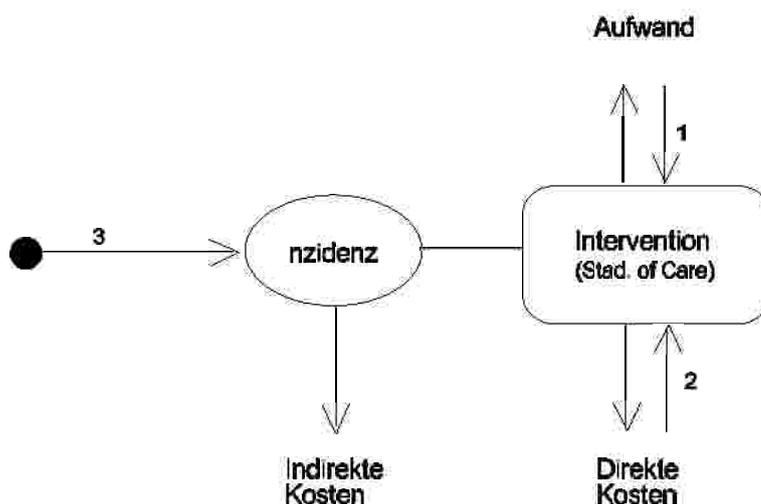 Aufwand
1
3
nzidenz
Intervention
(Stad. of Care)
2
Indirekte
Kosten
Direkte
Kosten